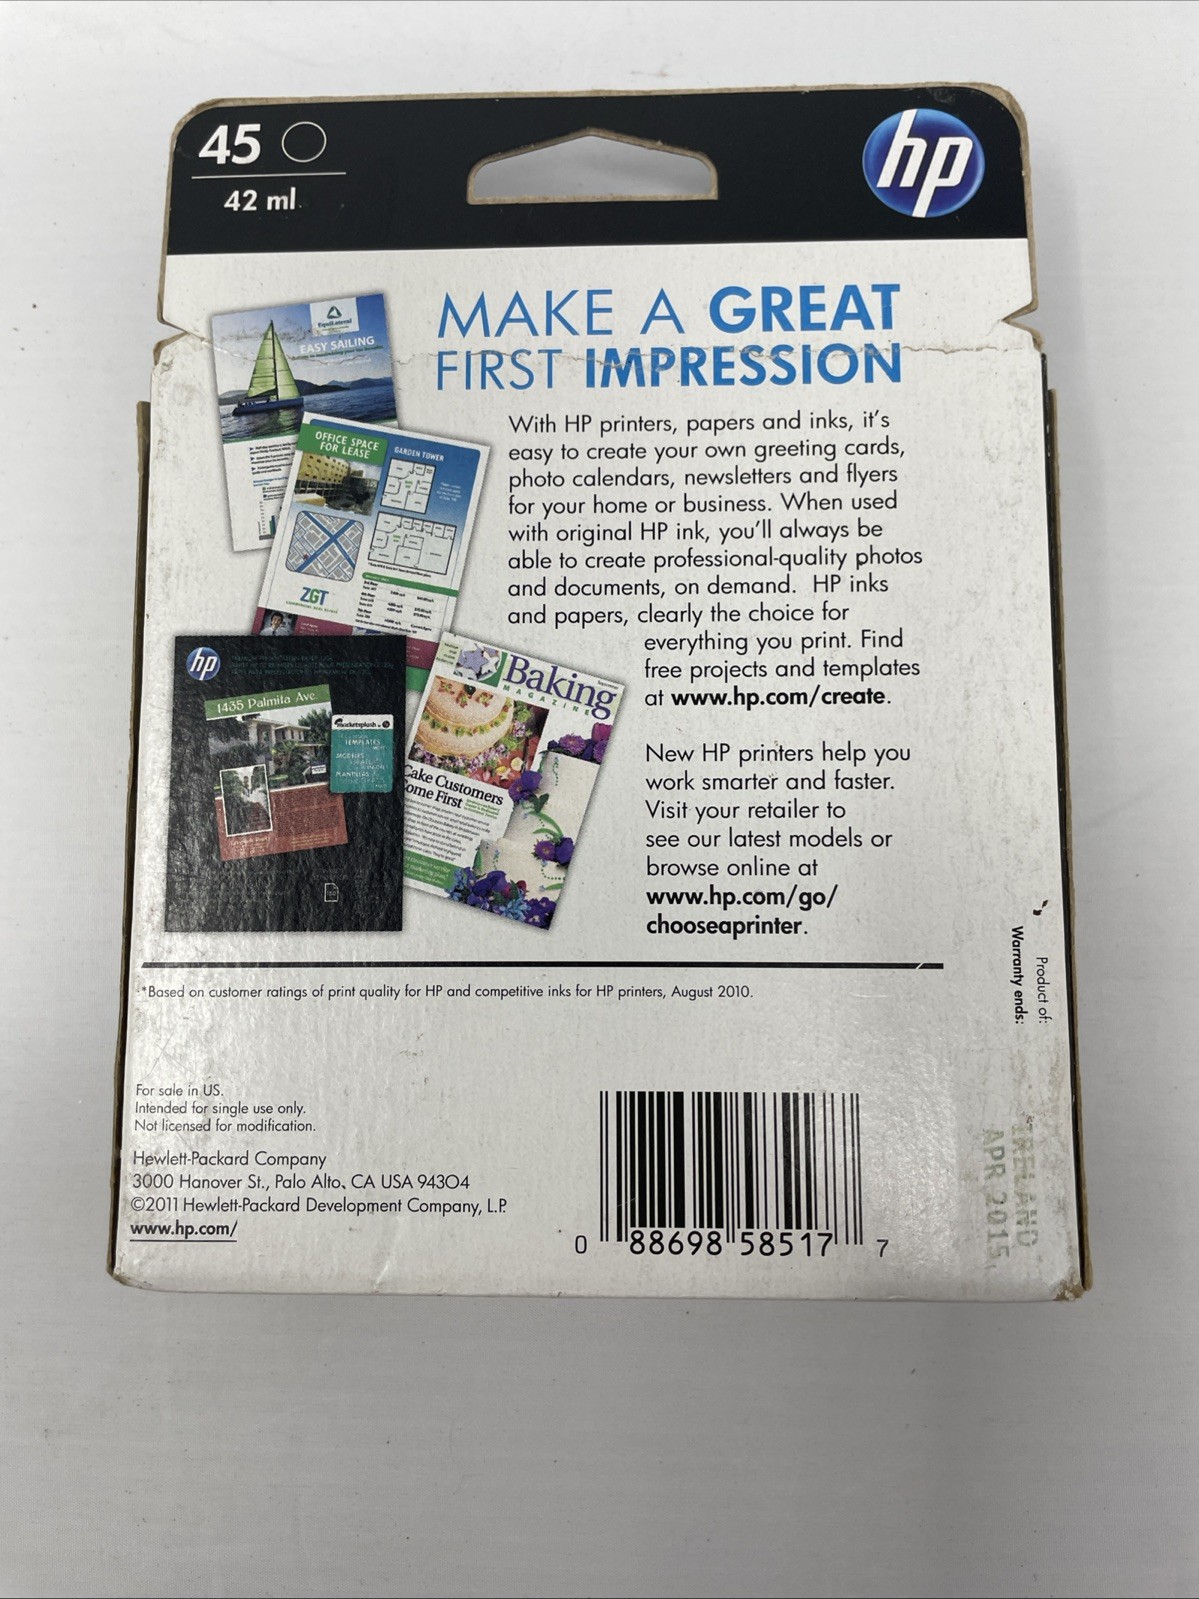 45
42 ml
hp
MAKE A GREAT
FIRST IMPRESSION
With HP printers, papers and inks, it's
easy to create your own greeting cards,
photo calendars, newsletters and flyers
for your home or business. When used
with original HP ink, you'll always be
able to create professional-quality photos
and documents, on demand. HP inks
and papers, clearly the choice for
everything you print. Find
free projects and templates
at www.hp.com/create.
New HP printers help you
work smarter and faster.
Visit your retailer to
see our latest models or
browse online at
www.hp.com/go/
chooseaprinter.
EASY SAILING
OFFICE SPACE
FOR LEASE
GARDEN TOWER
ZGT
hp
1435 Palmita Ave.
TEMPLATES
Baking
MAGAZINE
Cake Customers
ome First
*Based on customer ratings of print quality for HP and competitive inks for HP printers, August 2010.
Product of:
Warranty ends:
IRELAND
APR 2015
For sale in US.
Intended for single use only.
Not licensed for modification.
Hewlett-Packard Company
3000 Hanover St., Palo Alto, CA USA 94304
©2011 Hewlett-Packard Development Company, L.P.
www.hp.com/
0 88698 58517 7